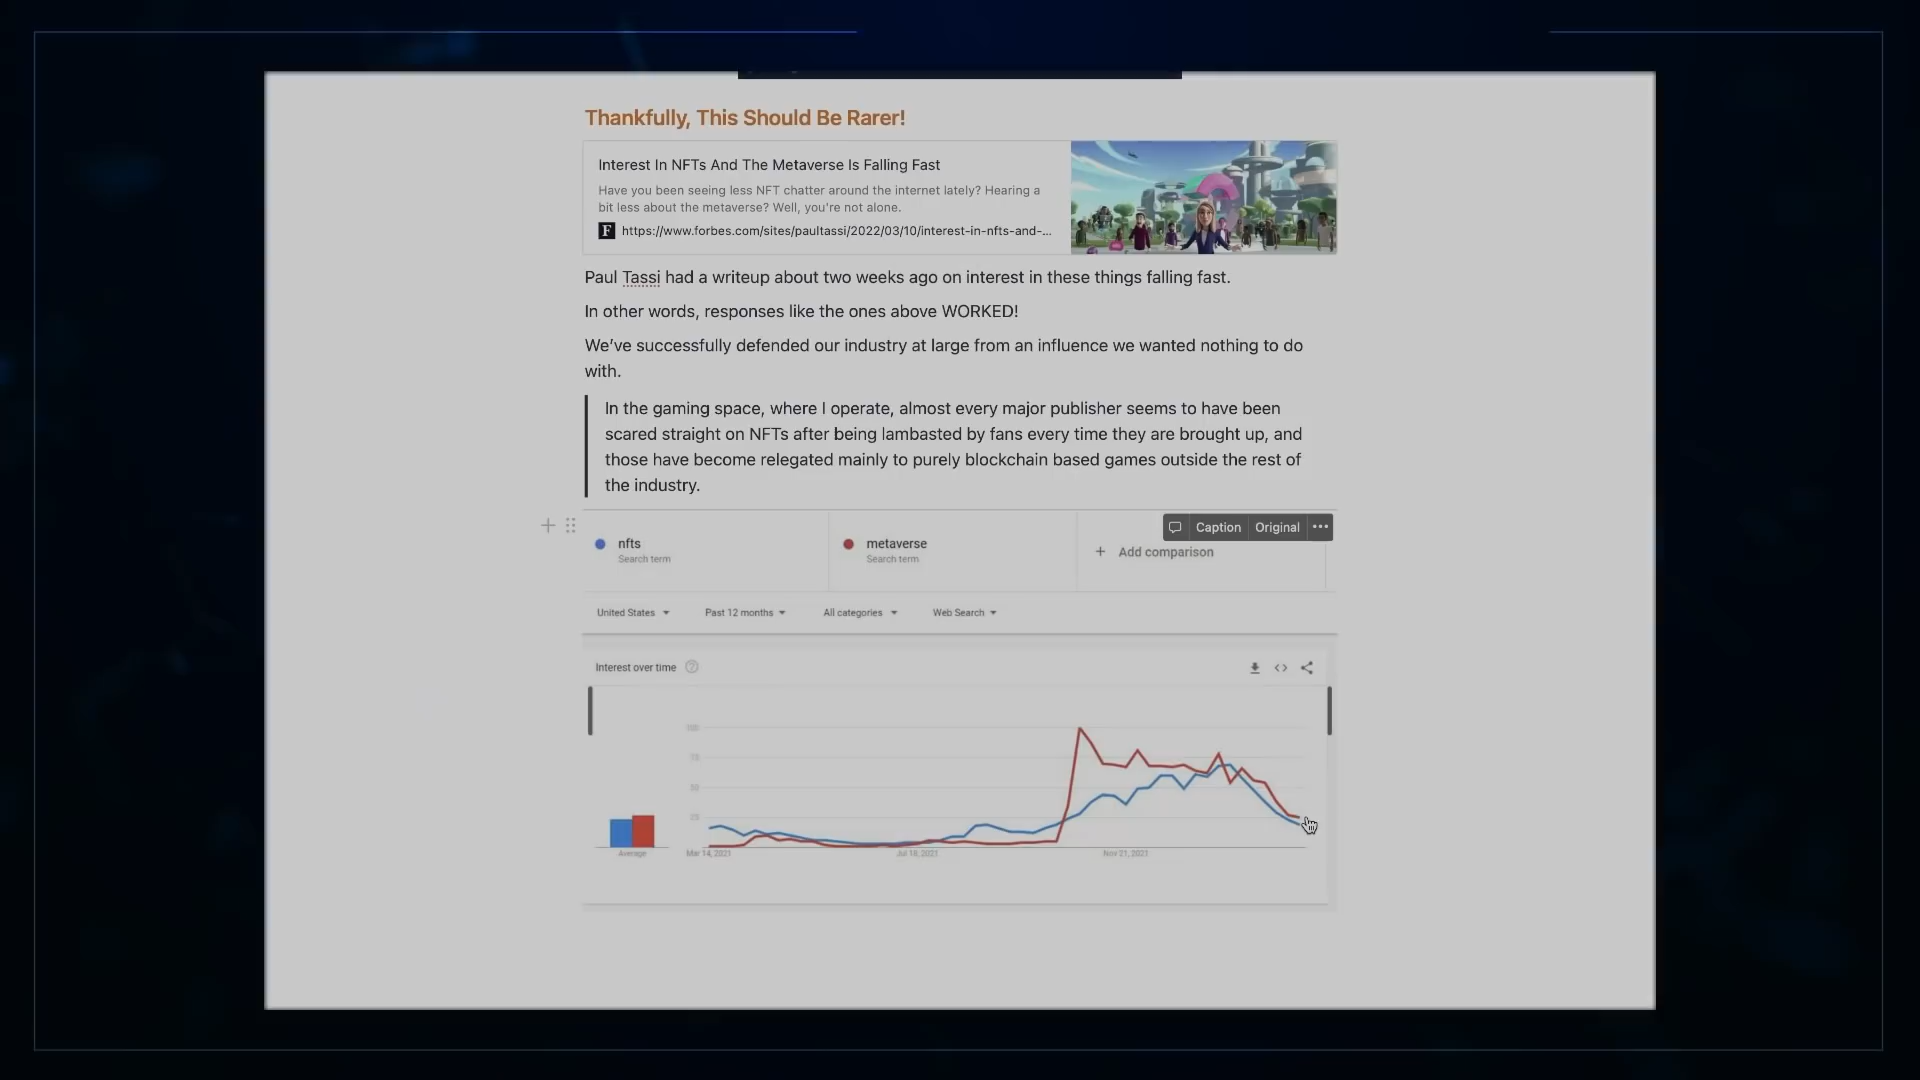 Thankfully, This Should Be Rarer!
Interest In NFTs And The Metaverse Is Falling Fast
Have you been seeing less NFT chatter around the internet lately? Hearing a
bit less about the metaverse? Well, you're not alone.
F https://www.forbes.com/sites/paultassi/2022/03/10/interest-in-nfts-and-...
Paul Tassi had a writeup about two weeks ago on interest in these things falling fast.
In other words, responses like the ones above WORKED!
We've successfully defended our industry at large from an influence we wanted nothing to do
with.
In the gaming space, where I operate, almost every major publisher seems to have been
scared straight on NFTs after being lambasted by fans every time they are brought up, and
those have become relegated mainly to purely blockchain based games outside the rest of
the industry.
Caption Original
nfts
Search term
metaverse
Search term
+ Add comparison
United States
Past 12 months
All categories
Web Search
Interest over time
100
75
50
25
Average
Mar 14, 2021
Jul 18, 2021
Nov 21, 2021